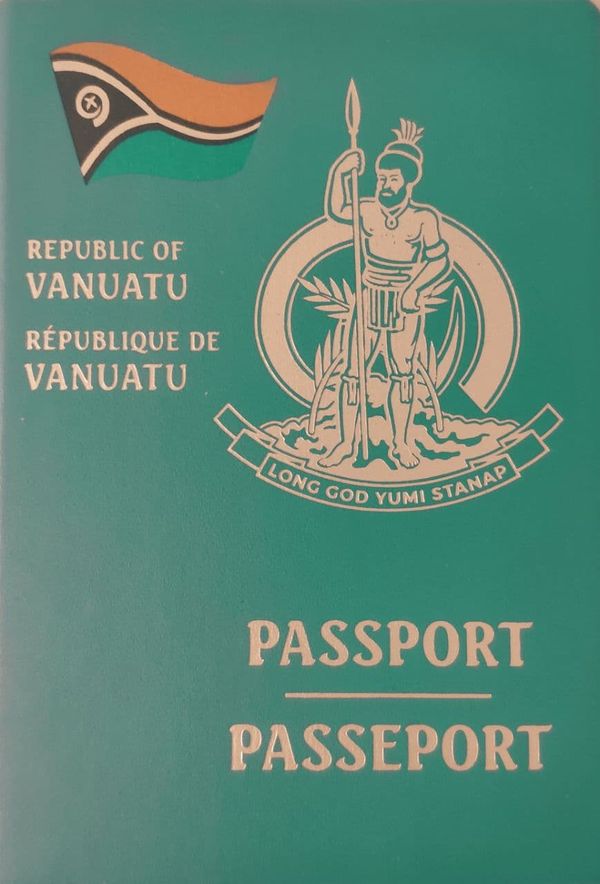 REPUBLIC OF
VANUATU
RÉPUBLIQUE DE
VANUATU
LONG GOD YUMI STANAP
PASSPORT
PASSEPORT